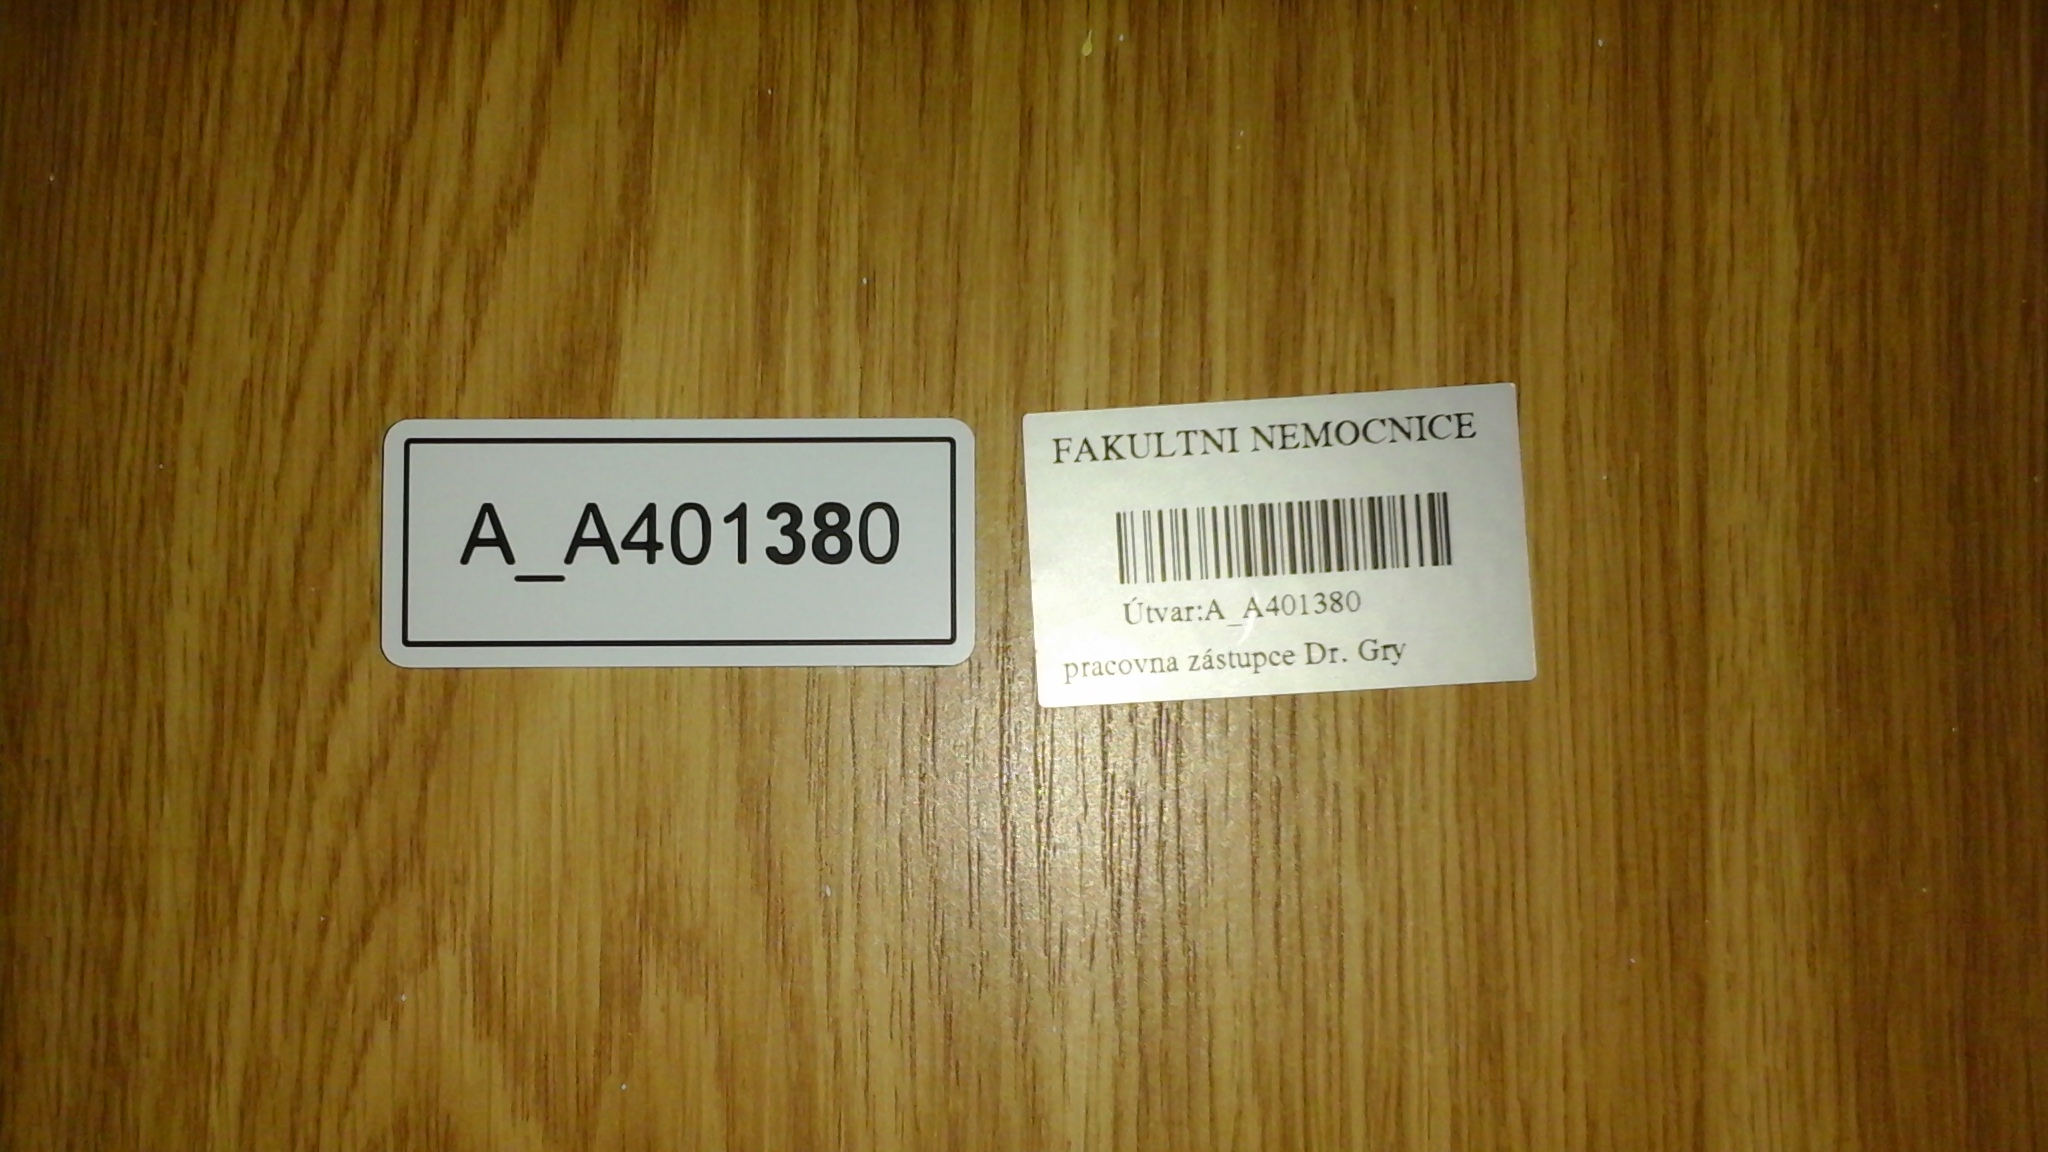 A_A401380
FAKULTNI NEMOCNICE
Útvar:A_A401380
pracovna zástupce Dr. Gry